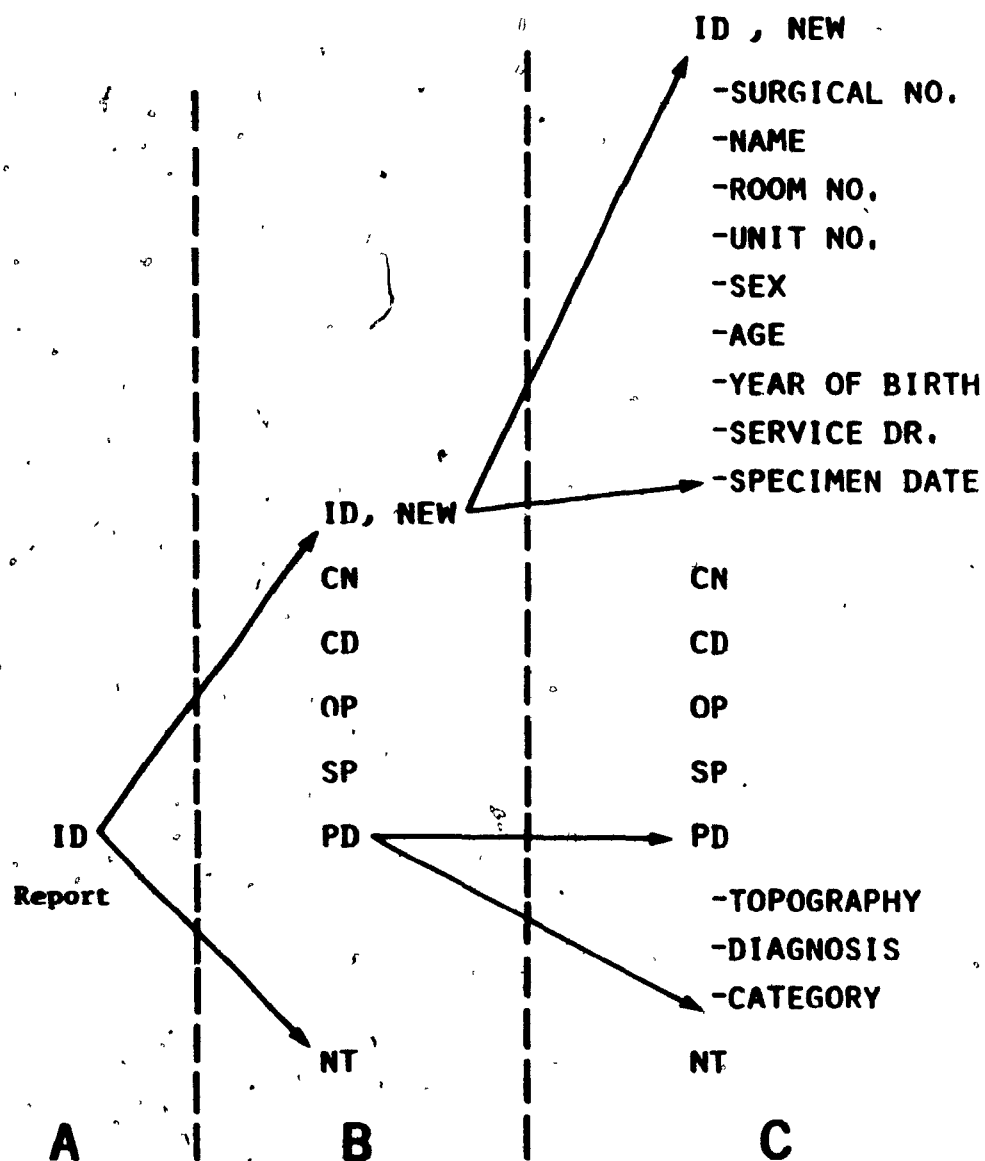 ID , NEW
-SURGICAL NO.
-NAME
-ROOM NO.
-UNIT NO.
-SEX
-AGE
-YEAR OF BIRTH
-SERVICE DR.
-SPECIMEN DATE
ID, NEW
CN CN
CD CD
OP OP
SP SP
ID PD PD
Report
-TOPOGRAPHY
-DIAGNOSIS
-CATEGORY
NT NT
A B C